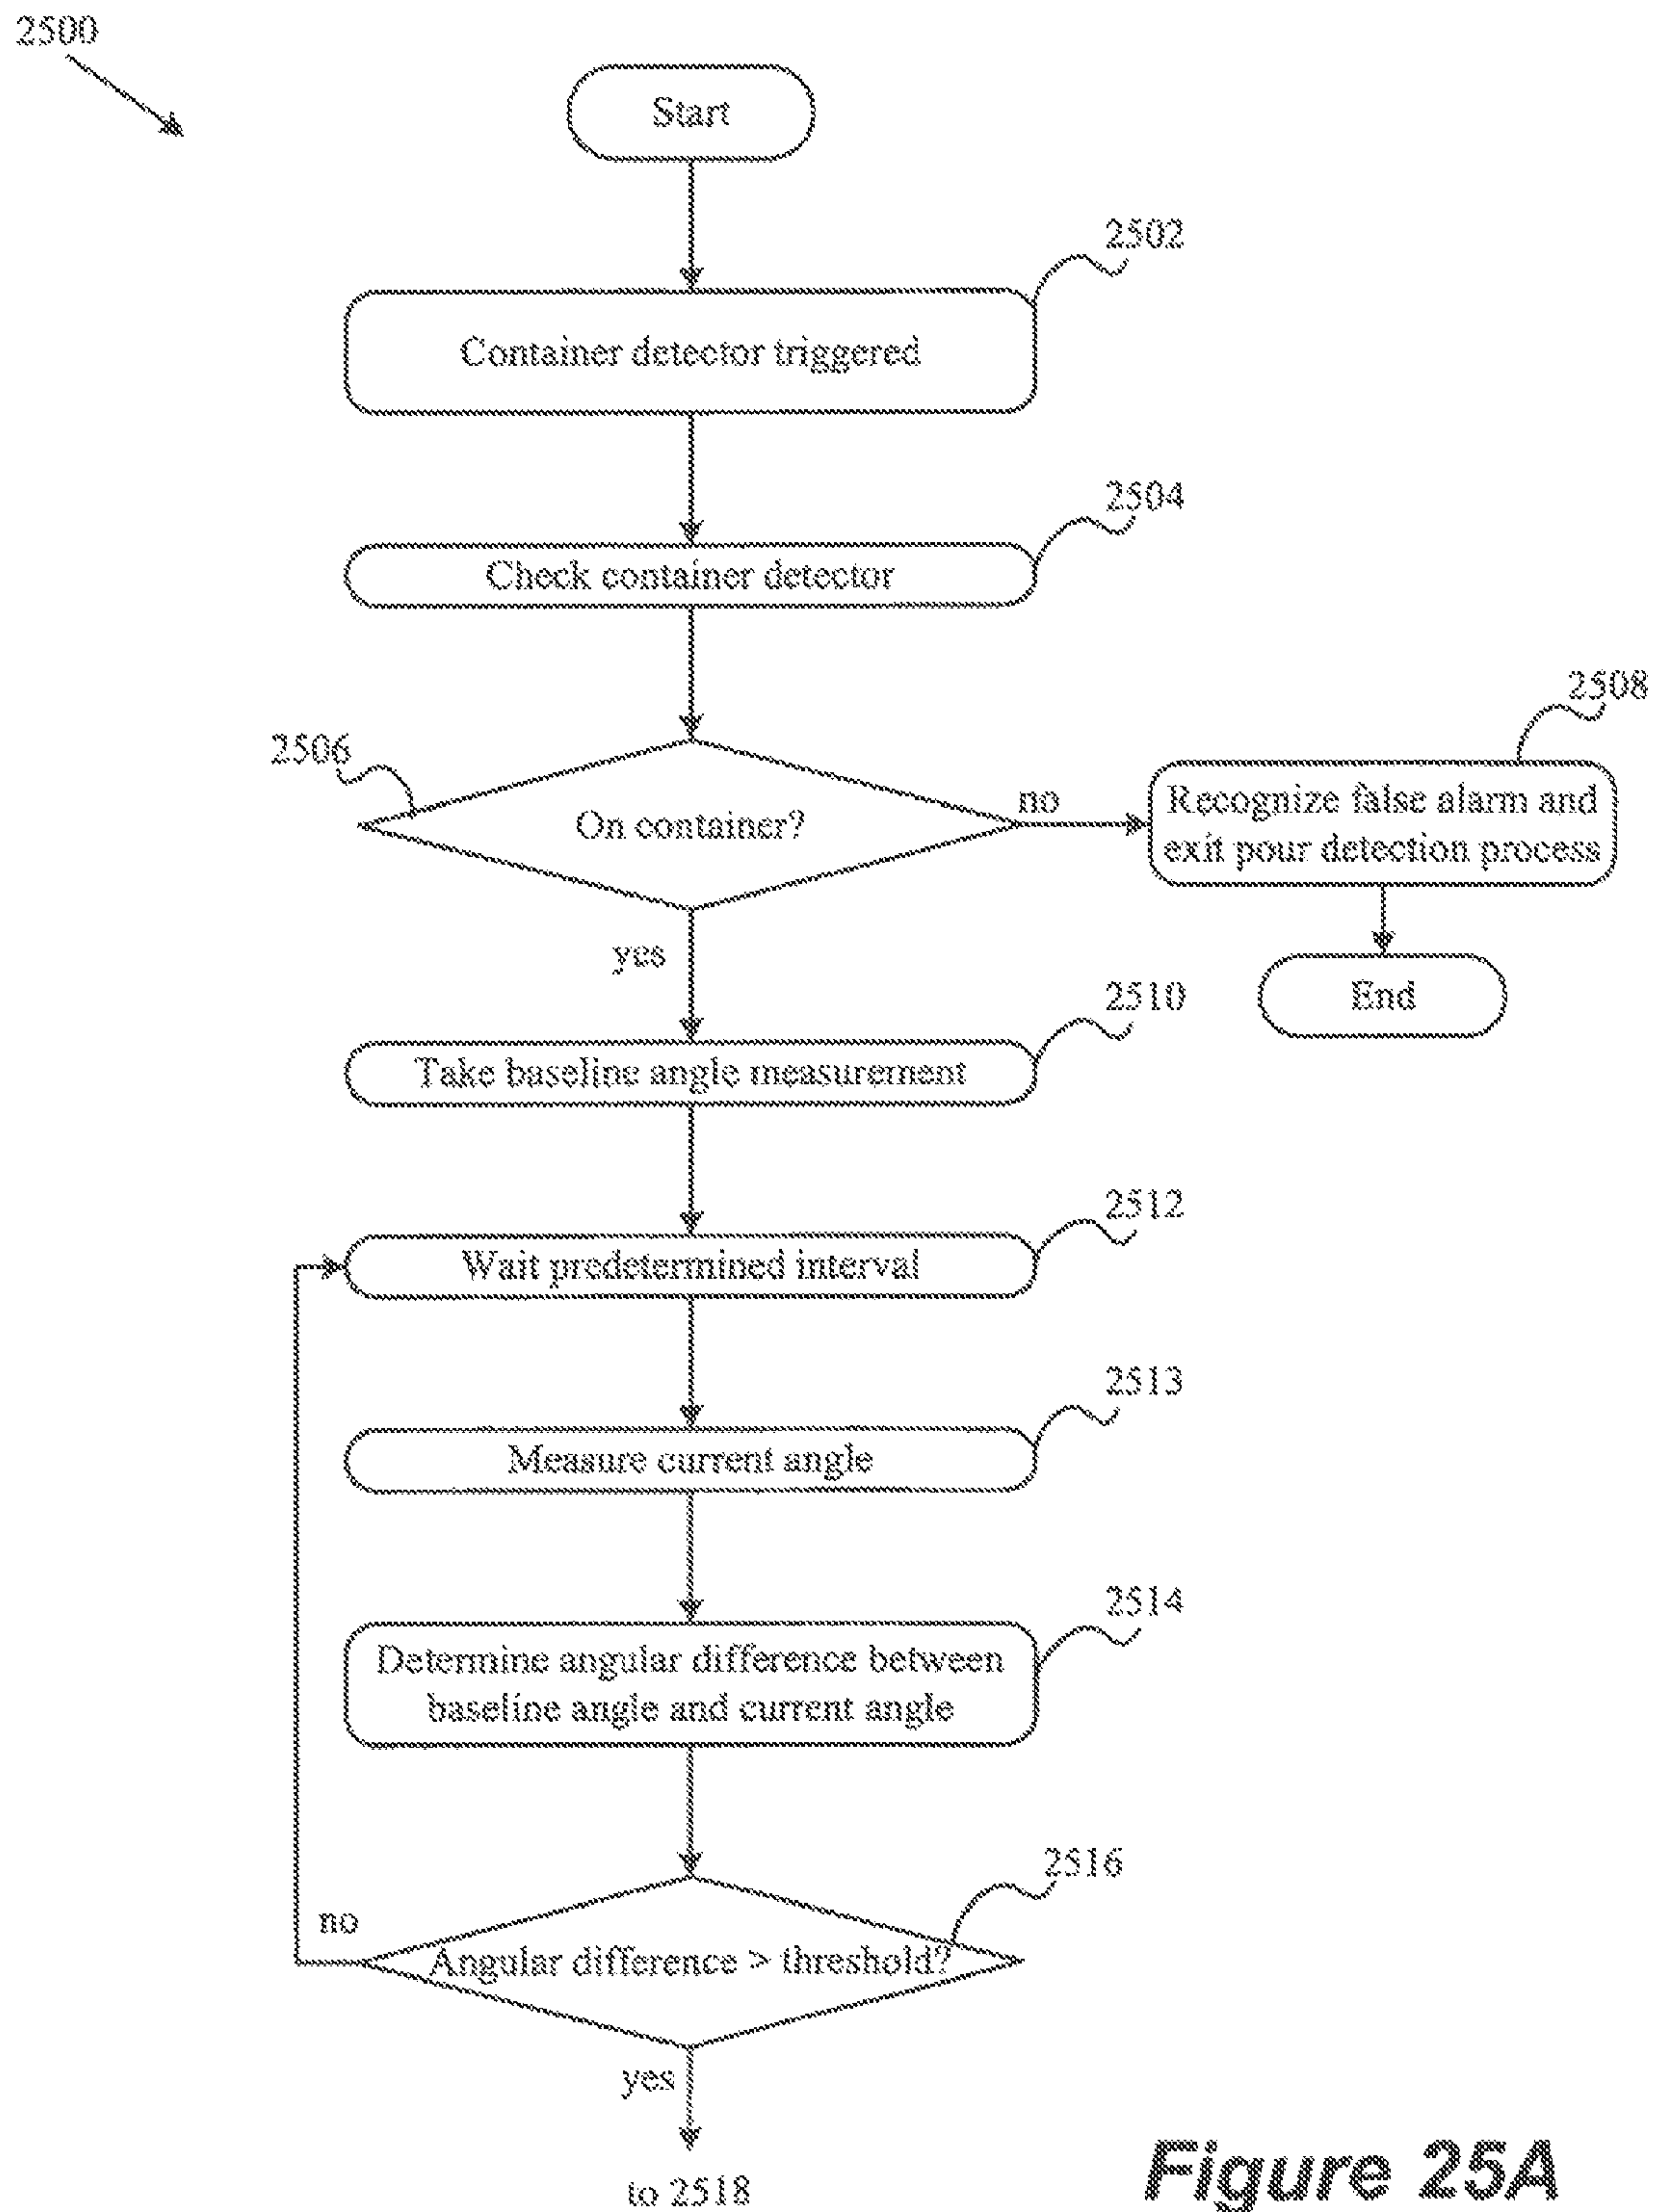 2500
Start
2502
Container detector triggered
2504
Check container detector
2506
On container?
no
2508
Recognize false alarm and
exit pour detection process
End
yes
2510
Take baseline angle measurement
2512
Wait predetermined interval
2513
Measure current angle
2514
Determine angular difference between
baseline angle and current angle
2516
Angular difference > threshold?
no
yes
to 2518
Figure 25A